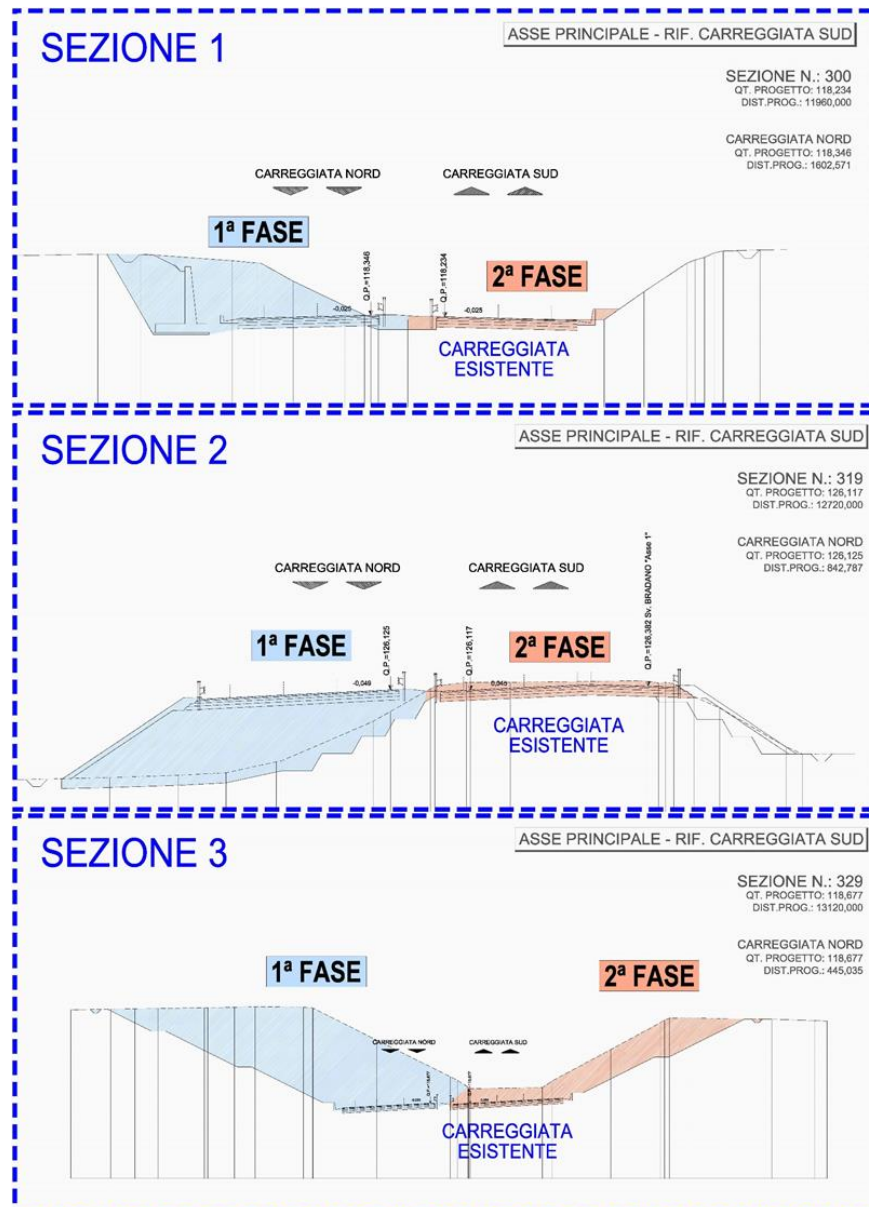 SEZIONE 1
ASSE PRINCIPALE - RIF. CARREGGIATA SUD
SEZIONE N.: 300
QT. PROGETTO: 118,234
DIST.PROG.: 11960,000
CARREGGIATA NORD
QT. PROGETTO: 118,346
DIST.PROG.: 1602,571
CARREGGIATA NORD
CARREGGIATA SUD
1ª FASE
2ª FASE
Q.P.=118,346
Q.P.=118,234
-0,025
-0,025
CARREGGIATA
ESISTENTE
SEZIONE 2
ASSE PRINCIPALE - RIF. CARREGGIATA SUD
SEZIONE N.: 319
QT. PROGETTO: 126,117
DIST.PROG.: 12720,000
CARREGGIATA NORD
QT. PROGETTO: 126,125
DIST.PROG.: 842,787
CARREGGIATA NORD
CARREGGIATA SUD
1ª FASE
2ª FASE
Q.P.=126,125
Q.P.=126,117
Q.P.=126,382 Sv. BRADANO "Asse 1"
CARREGGIATA
ESISTENTE
SEZIONE 3
ASSE PRINCIPALE - RIF. CARREGGIATA SUD
SEZIONE N.: 329
QT. PROGETTO: 118,677
DIST.PROG.: 13120,000
CARREGGIATA NORD
QT. PROGETTO: 118,677
DIST.PROG.: 445,035
1ª FASE
2ª FASE
CARREGGIATA NORD
CARREGGIATA SUD
CARREGGIATA
ESISTENTE